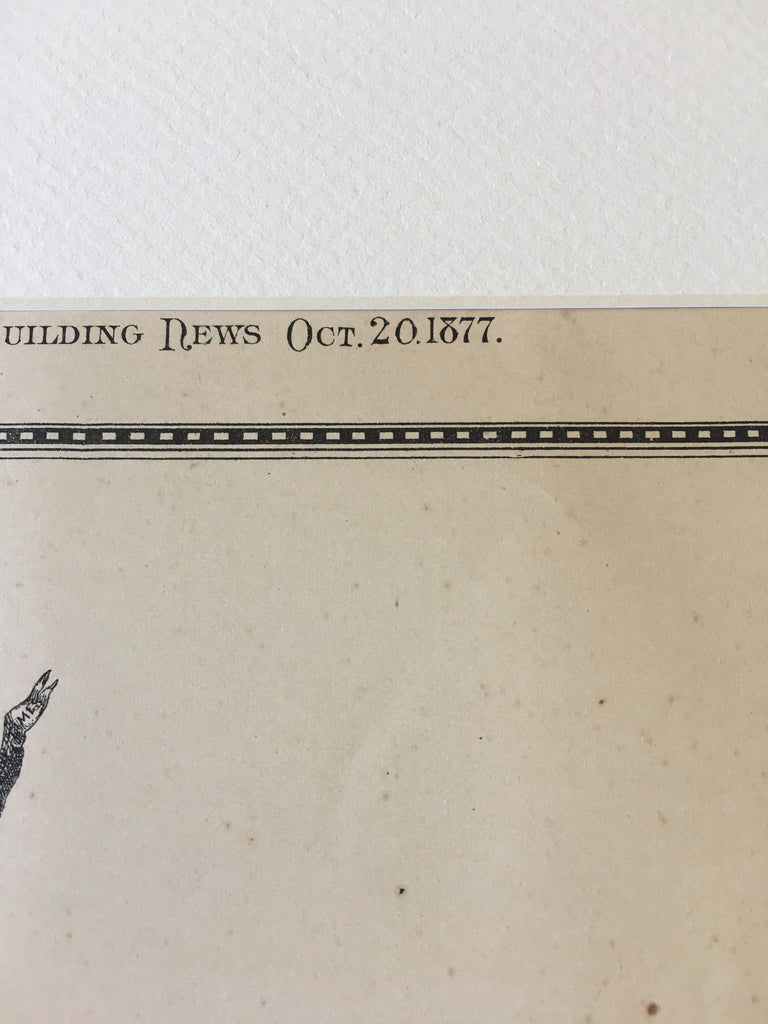 UILDING NEWS OCT. 20. 1877.